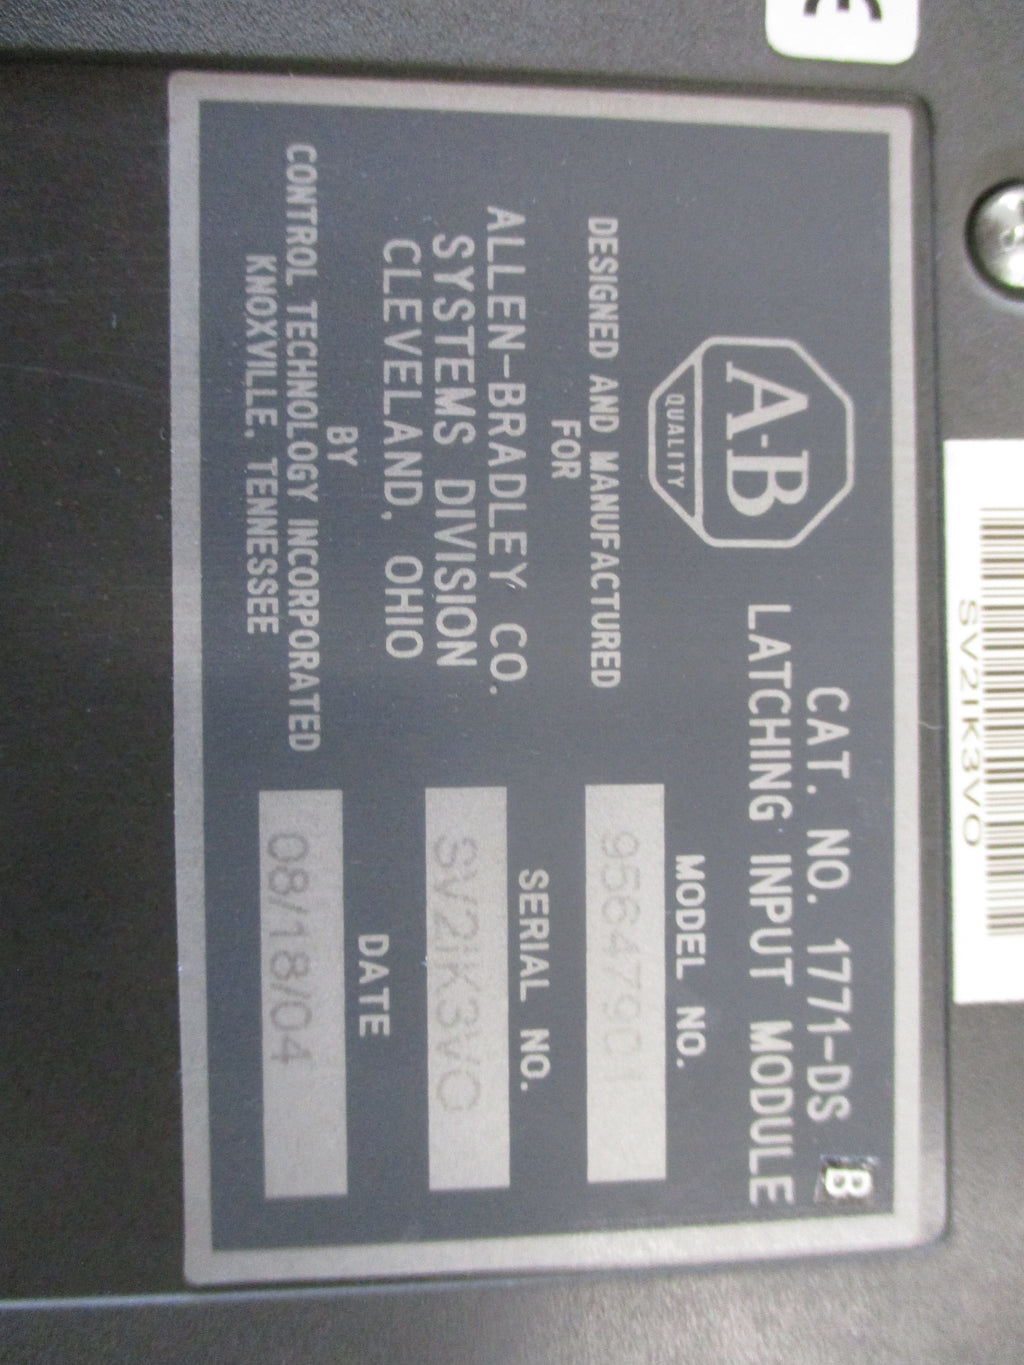 CE
A-B
QUALITY
CAT. NO. 1771-DS B
LATCHING INPUT MODULE
DESIGNED AND MANUFACTURED
FOR
ALLEN-BRADLEY CO.
SYSTEMS DIVISION
CLEVELAND, OHIO
BY
CONTROL TECHNOLOGY INCORPORATED
KNOXVILLE, TENNESSEE
MODEL NO.
95647901
SERIAL NO.
SV2IK3VO
DATE
08/18/04
SV2IK3VO